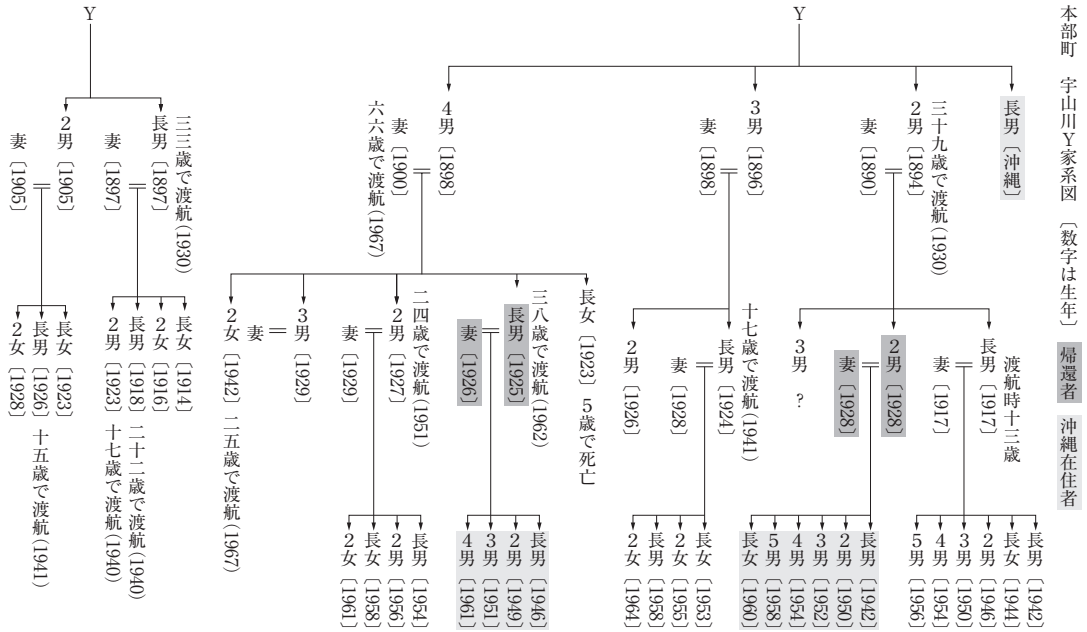 本部町　宇山川Y家系図　〔数字は生年〕　帰還者　沖縄在住者
Y
長男〔沖縄〕
三十九歳で渡航(1930)
2男〔1894〕
妻〔1890〕
3男〔1896〕
妻〔1898〕
4男〔1898〕
妻〔1900〕
六六歳で渡航(1967)
渡航時十三歳
長男〔1917〕
妻〔1917〕
2男〔1928〕
妻〔1928〕
3男　?
十七歳で渡航(1941)
長男〔1924〕
妻〔1928〕
2男〔1926〕
長女〔1923〕5歳で死亡
三八歳で渡航(1962)
長男〔1925〕
妻〔1926〕
二四歳で渡航(1951)
2男〔1927〕
妻〔1929〕
3男〔1929〕
妻
2女〔1942〕二五歳で渡航(1967)
長男〔1942〕
長女〔1944〕
2男〔1946〕
3男〔1950〕
4男〔1954〕
5男〔1956〕
長男〔1942〕
2男〔1950〕
3男〔1952〕
4男〔1954〕
5男〔1958〕
長女〔1960〕
長女〔1953〕
2女〔1955〕
長男〔1958〕
2女〔1964〕
長男〔1946〕
2男〔1949〕
3男〔1951〕
4男〔1961〕
長男〔1954〕
2男〔1956〕
長女〔1958〕
2女〔1961〕
Y
三三歳で渡航(1930)
長男〔1897〕
妻〔1897〕
2男〔1905〕
妻〔1905〕
長女〔1914〕
2女〔1916〕
長男〔1918〕二十二歳で渡航(1940)
2男〔1923〕十七歳で渡航(1940)
長女〔1923〕
長男〔1926〕十五歳で渡航(1941)
2女〔1928〕